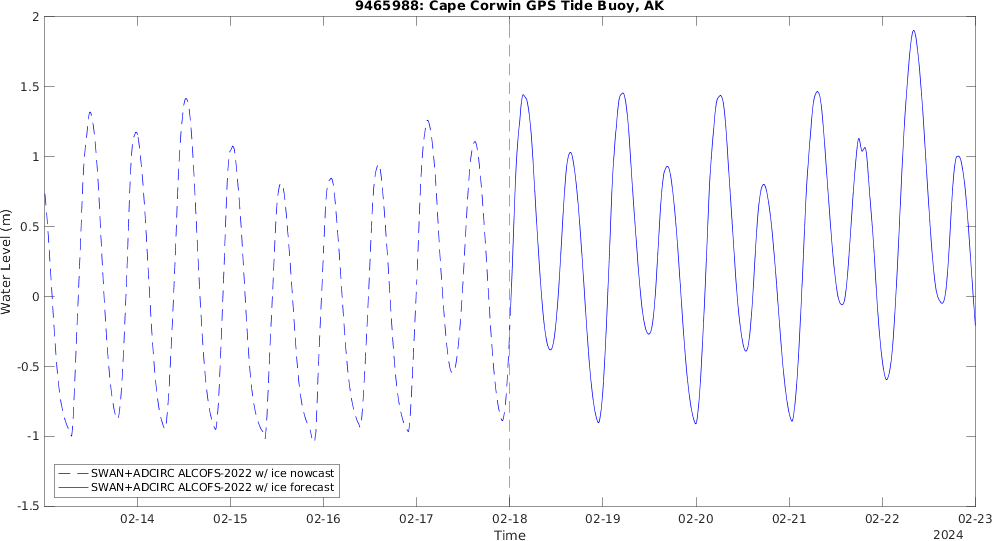 9465988: Cape Corwin GPS Tide Buoy, AK
2
1.5
1
0.5
0
-0.5
-1
-1.5
Water Level (m)
SWAN+ADCIRC ALCOFS-2022 w/ ice nowcast
SWAN+ADCIRC ALCOFS-2022 w/ ice forecast
02-14 02-15 02-16 02-17 02-18 02-19 02-20 02-21 02-22 02-23
Time
2024